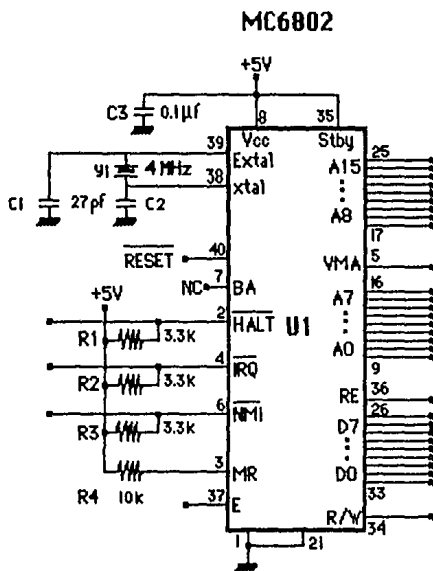 MC6802
+5V
C3 0.1µf
8 35
Vcc Stby
39 Extal
25
A15
y1 4MHz
38 xtal
C1 27pf C2
A8
17
40
RESET
5
VMA
7
NC BA
16
A7
+5V
2
HALT U1
R1 3.3K
A0
4
IRQ
9
R2 3.3K
36
RE
6
NMI
26
D7
R3 3.3K
3
MR
D0
R4 10k
33
37
E
R/W
34
1 21